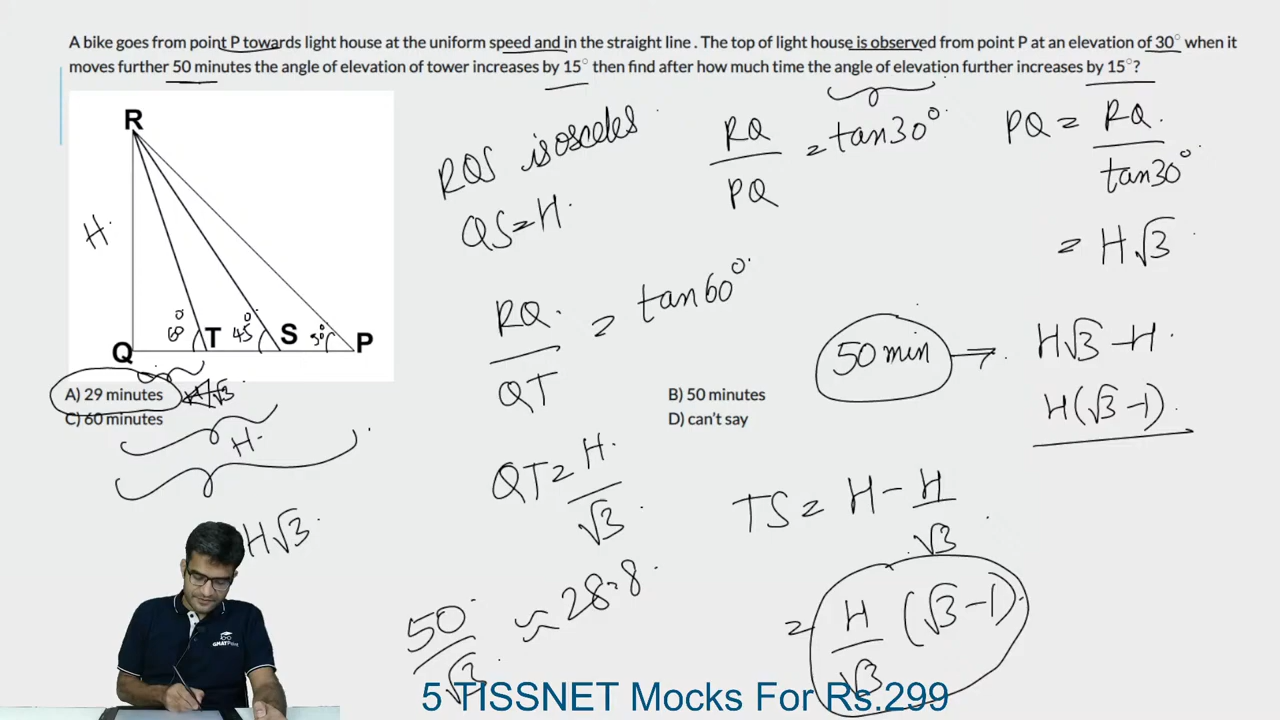 A bike goes from point P towards light house at the uniform speed and in the straight line . The top of light house is observed from point P at an elevation of 30° when it
moves further 50 minutes the angle of elevation of tower increases by 15° then find after how much time the angle of elevation further increases by 15°?
R
H
60°
T
45°
S
30°
P
Q
A) 29 minutes
B) 50 minutes
C) 60 minutes
D) can't say
H
H√3
RQS isosceles
QS = H
RQ/PQ = tan30°
PQ = RQ/tan30°
= H√3
RQ/QT = tan60°
50 min → H√3 - H
H(√3 - 1)
QT = H/√3
TS = H - H/√3
= H/√3 (√3 - 1)
50/√3 ≈ 28.8
GMATPoint
5 TISSNET Mocks For Rs.299